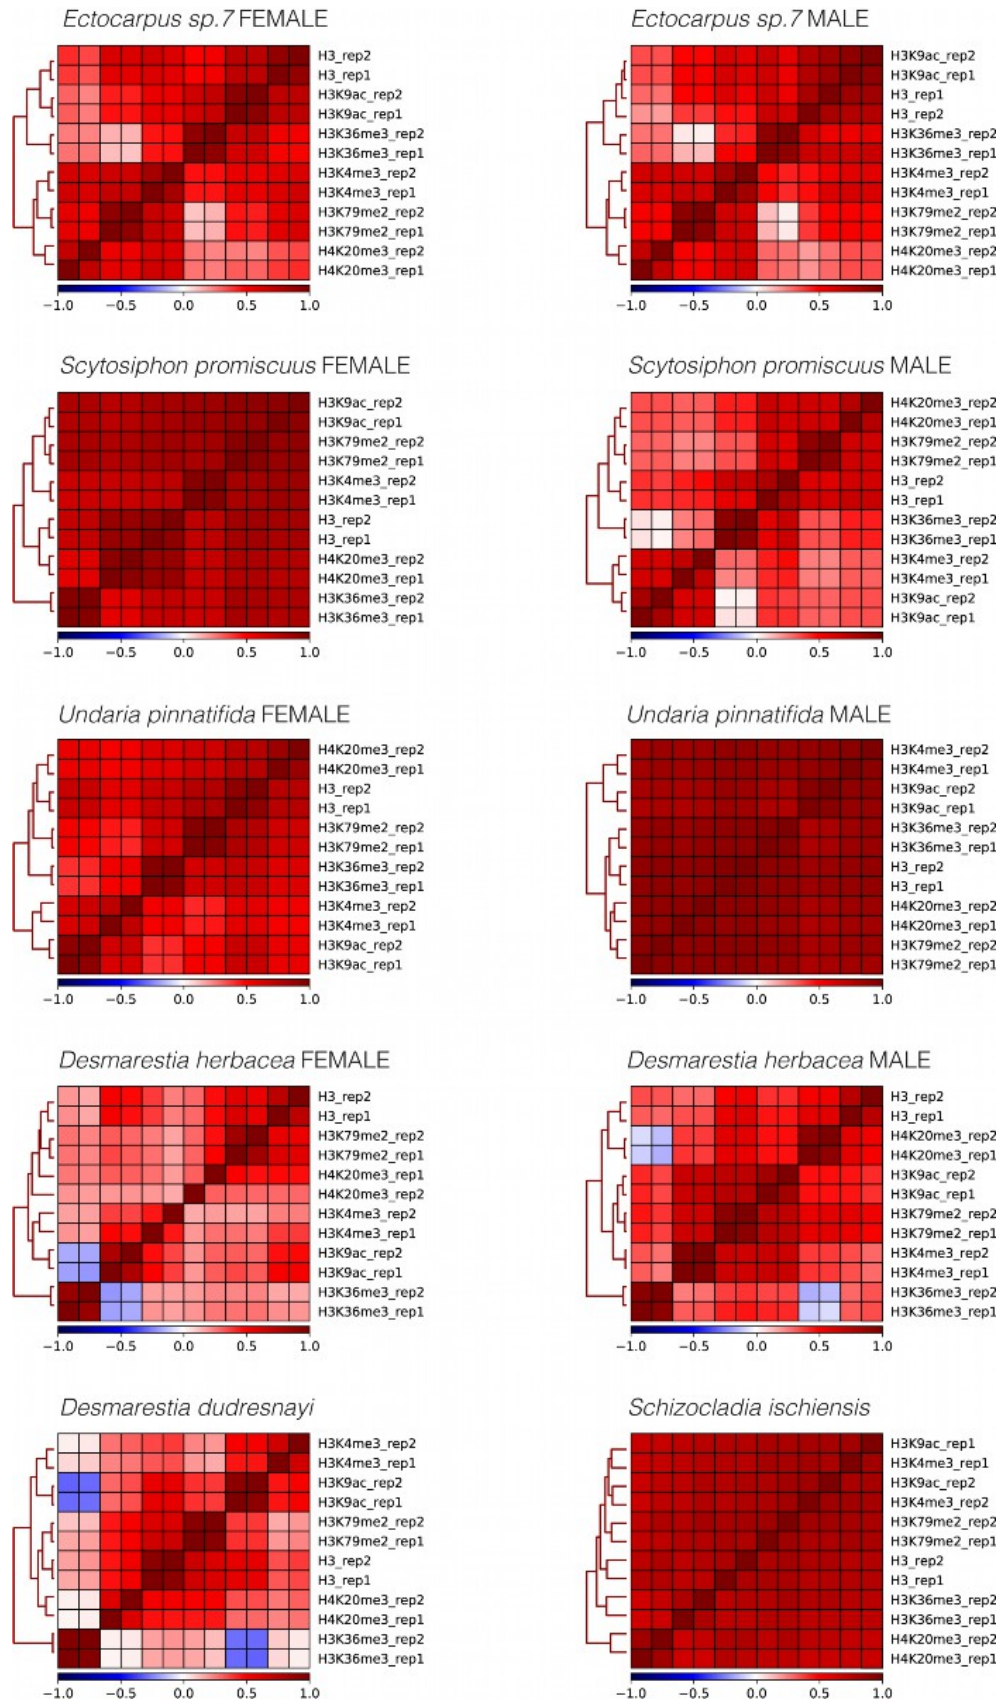 Ectocarpus sp.7 FEMALE
H3_rep2
H3_rep1
H3K9ac_rep2
H3K9ac_rep1
H3K36me3_rep2
H3K36me3_rep1
H3K4me3_rep2
H3K4me3_rep1
H3K79me2_rep2
H3K79me2_rep1
H4K20me3_rep2
H4K20me3_rep1
−1.0 −0.5 0.0 0.5 1.0
Ectocarpus sp.7 MALE
H3K9ac_rep2
H3K9ac_rep1
H3_rep1
H3_rep2
H3K36me3_rep2
H3K36me3_rep1
H3K4me3_rep2
H3K4me3_rep1
H3K79me2_rep2
H3K79me2_rep1
H4K20me3_rep2
H4K20me3_rep1
−1.0 −0.5 0.0 0.5 1.0
Scytosiphon promiscuus FEMALE
H3K9ac_rep2
H3K9ac_rep1
H3K79me2_rep2
H3K79me2_rep1
H3K4me3_rep2
H3K4me3_rep1
H3_rep2
H3_rep1
H4K20me3_rep2
H4K20me3_rep1
H3K36me3_rep2
H3K36me3_rep1
−1.0 −0.5 0.0 0.5 1.0
Scytosiphon promiscuus MALE
H4K20me3_rep2
H4K20me3_rep1
H3K79me2_rep2
H3K79me2_rep1
H3_rep2
H3_rep1
H3K36me3_rep2
H3K36me3_rep1
H3K4me3_rep2
H3K4me3_rep1
H3K9ac_rep2
H3K9ac_rep1
−1.0 −0.5 0.0 0.5 1.0
Undaria pinnatifida FEMALE
H4K20me3_rep2
H4K20me3_rep1
H3_rep2
H3_rep1
H3K79me2_rep2
H3K79me2_rep1
H3K36me3_rep2
H3K36me3_rep1
H3K4me3_rep2
H3K4me3_rep1
H3K9ac_rep2
H3K9ac_rep1
−1.0 −0.5 0.0 0.5 1.0
Undaria pinnatifida MALE
H3K4me3_rep2
H3K4me3_rep1
H3K9ac_rep2
H3K9ac_rep1
H3K36me3_rep2
H3K36me3_rep1
H3_rep2
H3_rep1
H4K20me3_rep2
H4K20me3_rep1
H3K79me2_rep2
H3K79me2_rep1
−1.0 −0.5 0.0 0.5 1.0
Desmarestia herbacea FEMALE
H3_rep2
H3_rep1
H3K79me2_rep2
H3K79me2_rep1
H4K20me3_rep1
H4K20me3_rep2
H3K4me3_rep2
H3K4me3_rep1
H3K9ac_rep2
H3K9ac_rep1
H3K36me3_rep2
H3K36me3_rep1
−1.0 −0.5 0.0 0.5 1.0
Desmarestia herbacea MALE
H3_rep2
H3_rep1
H4K20me3_rep2
H4K20me3_rep1
H3K9ac_rep2
H3K9ac_rep1
H3K79me2_rep2
H3K79me2_rep1
H3K4me3_rep2
H3K4me3_rep1
H3K36me3_rep2
H3K36me3_rep1
−1.0 −0.5 0.0 0.5 1.0
Desmarestia dudresnayi
H3K4me3_rep2
H3K4me3_rep1
H3K9ac_rep2
H3K9ac_rep1
H3K79me2_rep2
H3K79me2_rep1
H3_rep2
H3_rep1
H4K20me3_rep2
H4K20me3_rep1
H3K36me3_rep2
H3K36me3_rep1
−1.0 −0.5 0.0 0.5 1.0
Schizocladia ischiensis
H3K9ac_rep1
H3K4me3_rep1
H3K9ac_rep2
H3K4me3_rep2
H3K79me2_rep2
H3K79me2_rep1
H3_rep2
H3_rep1
H3K36me3_rep2
H3K36me3_rep1
H4K20me3_rep2
H4K20me3_rep1
−1.0 −0.5 0.0 0.5 1.0